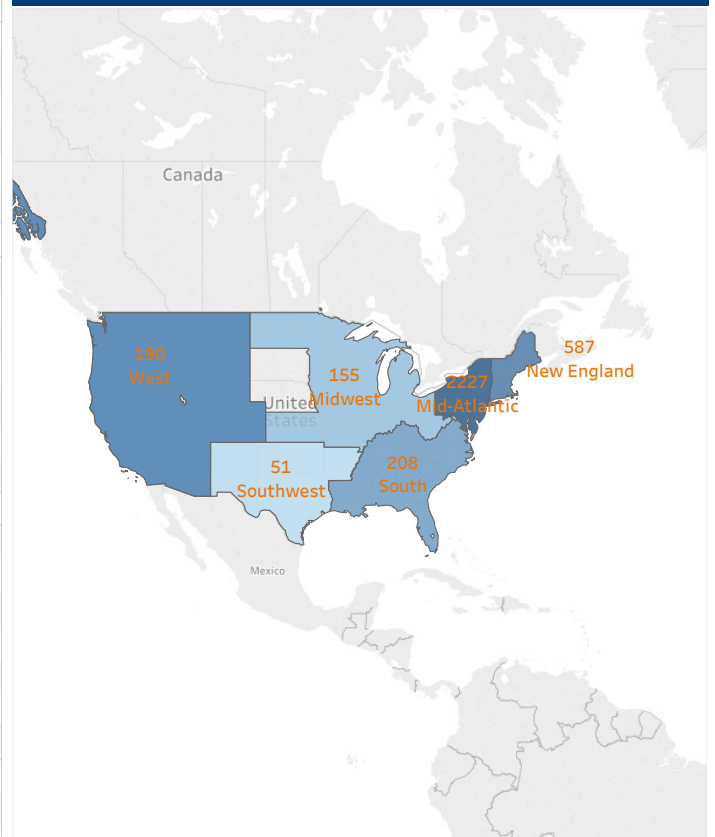 Canada
190
West
155
Midwest
United
States
2227
Mid-Atlantic
587
New England
51
Southwest
208
South
Mexico